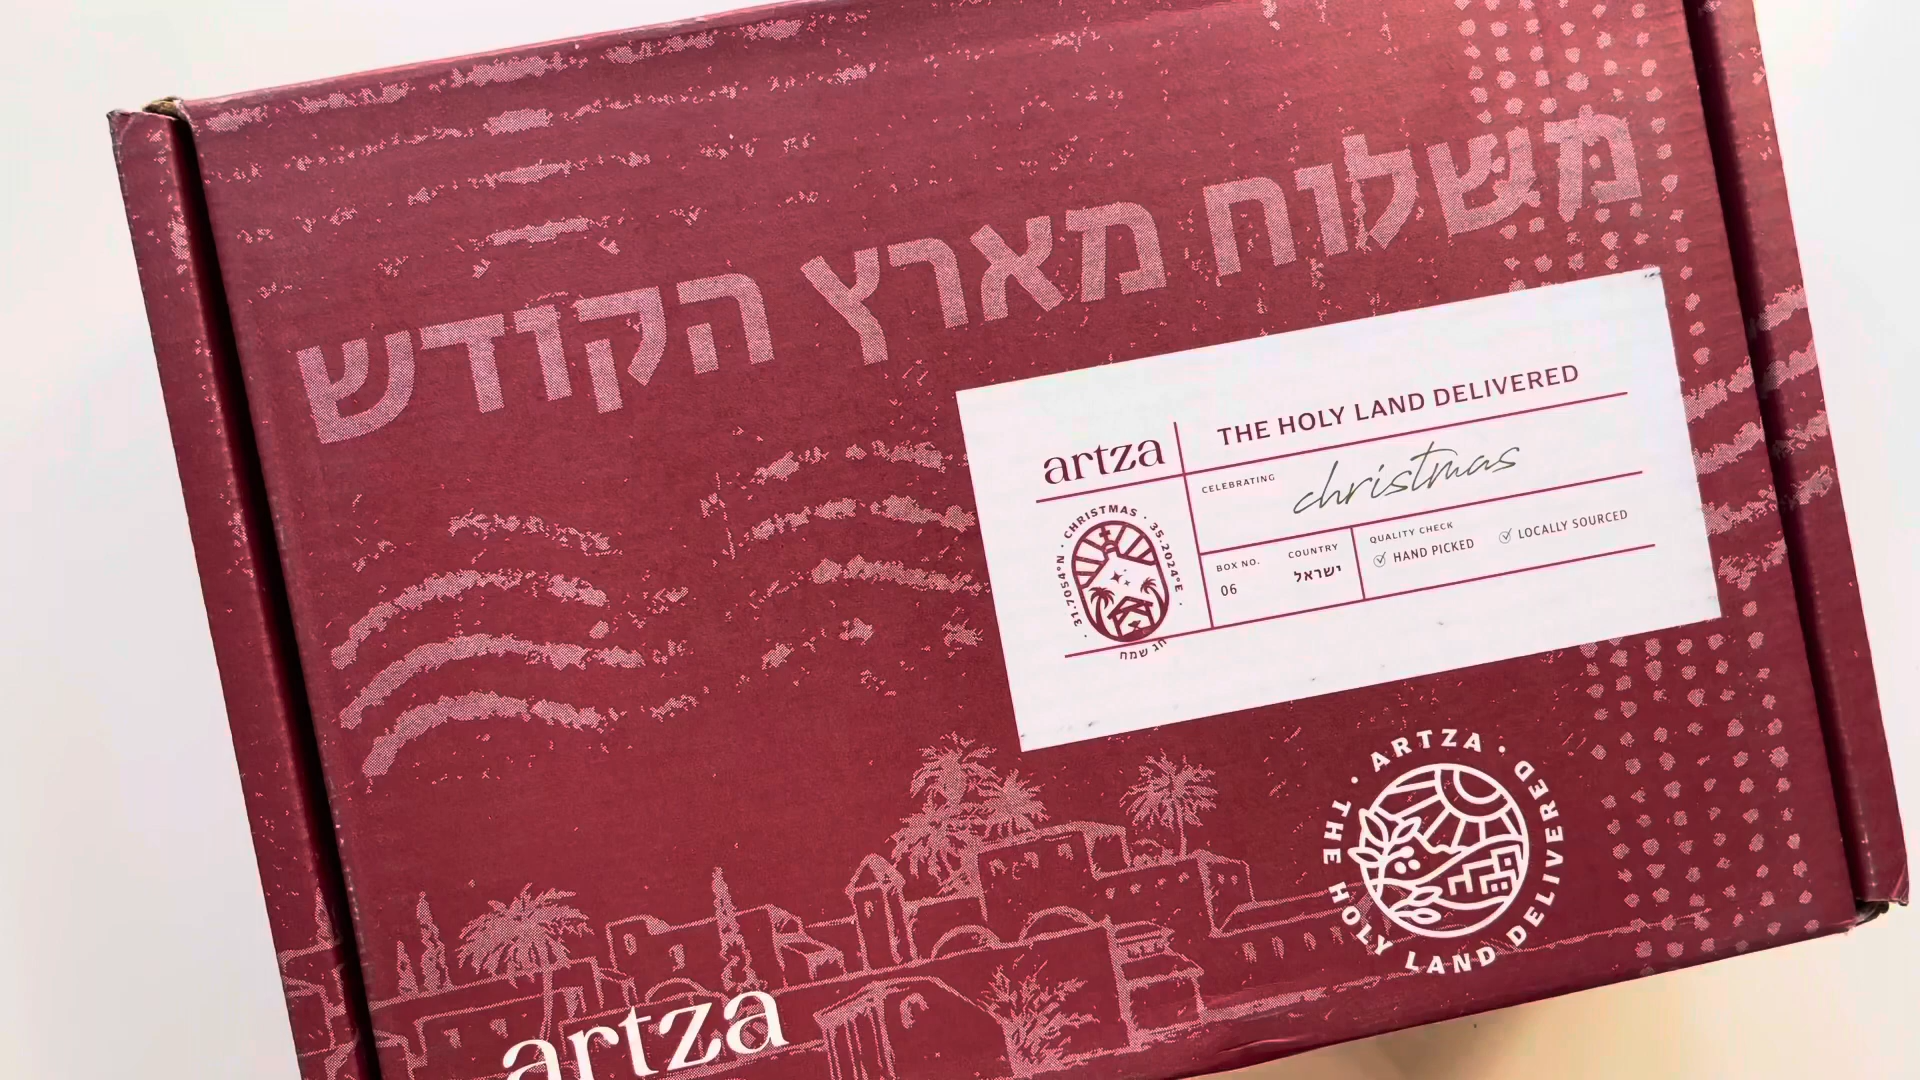 משלוח מארץ הקודש
artza
THE HOLY LAND DELIVERED
CELEBRATING
christmas
· CHRISTMAS · 35.2024°E · חג שמח · 31.7054°N
BOX NO.
06
COUNTRY
ישראל
QUALITY CHECK
HAND PICKED
LOCALLY SOURCED
· ARTZA · THE HOLY LAND DELIVERED
artza